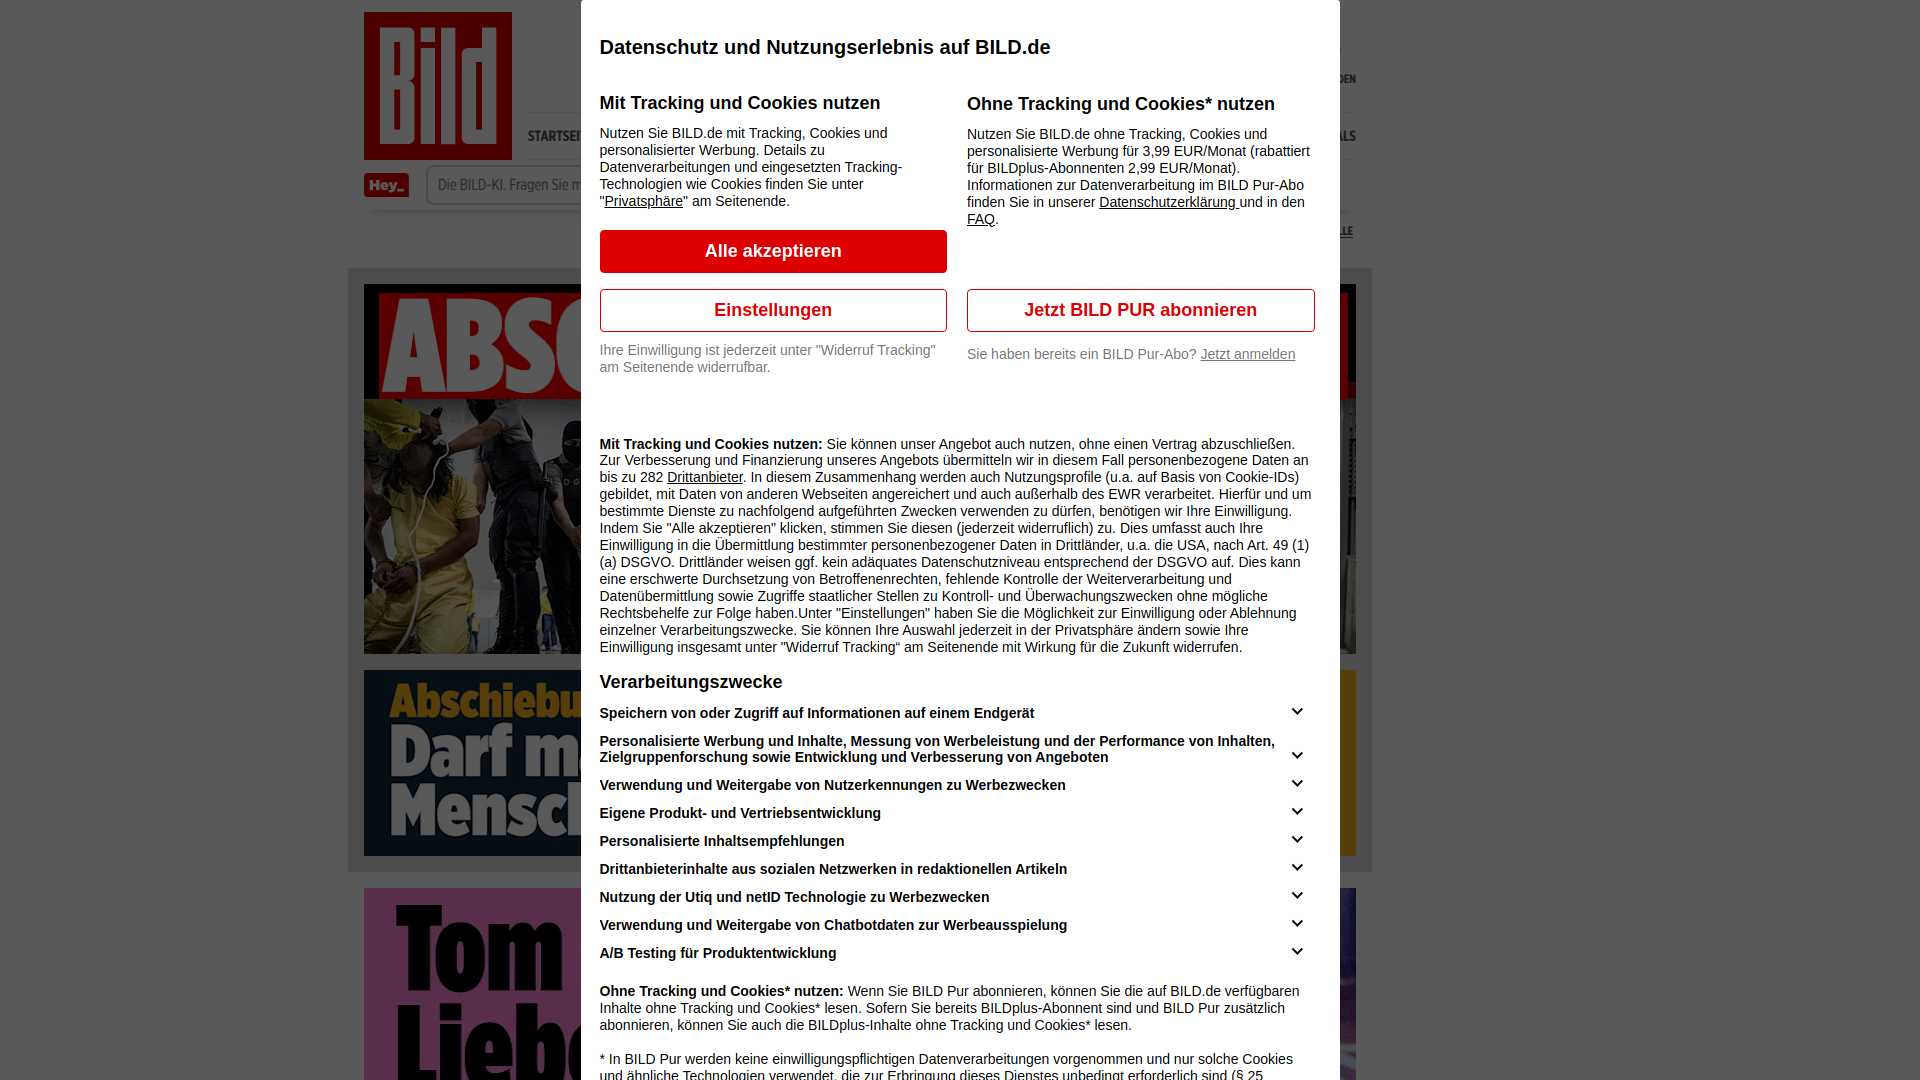 Bild
Datenschutz und Nutzungserlebnis auf BILD.de
Mit Tracking und Cookies nutzen
Nutzen Sie BILD.de mit Tracking, Cookies und
personalisierter Werbung. Details zu
Datenverarbeitungen und eingesetzten Tracking-
Technologien wie Cookies finden Sie unter
"Privatsphäre" am Seitenende.
Alle akzeptieren
Einstellungen
Ihre Einwilligung ist jederzeit unter "Widerruf Tracking"
am Seitenende widerrufbar.
Ohne Tracking und Cookies* nutzen
Nutzen Sie BILD.de ohne Tracking, Cookies und
personalisierte Werbung für 3,99 EUR/Monat (rabattiert
für BILDplus-Abonnenten 2,99 EUR/Monat).
Informationen zur Datenverarbeitung im BILD Pur-Abo
finden Sie in unserer Datenschutzerklärung und in den
FAQ.
Jetzt BILD PUR abonnieren
Sie haben bereits ein BILD Pur-Abo? Jetzt anmelden
Mit Tracking und Cookies nutzen: Sie können unser Angebot auch nutzen, ohne einen Vertrag abzuschließen.
Zur Verbesserung und Finanzierung unseres Angebots übermitteln wir in diesem Fall personenbezogene Daten an
bis zu 282 Drittanbieter. In diesem Zusammenhang werden auch Nutzungsprofile (u.a. auf Basis von Cookie-IDs)
gebildet, mit Daten von anderen Webseiten angereichert und auch außerhalb des EWR verarbeitet. Hierfür und um
bestimmte Dienste zu nachfolgend aufgeführten Zwecken verwenden zu dürfen, benötigen wir Ihre Einwilligung.
Indem Sie "Alle akzeptieren" klicken, stimmen Sie diesen (jederzeit widerruflich) zu. Dies umfasst auch Ihre
Einwilligung in die Übermittlung bestimmter personenbezogener Daten in Drittländer, u.a. die USA, nach Art. 49 (1)
(a) DSGVO. Drittländer weisen ggf. kein adäquates Datenschutzniveau entsprechend der DSGVO auf. Dies kann
eine erschwerte Durchsetzung von Betroffenenrechten, fehlende Kontrolle der Weiterverarbeitung und
Datenübermittlung sowie Zugriffe staatlicher Stellen zu Kontroll- und Überwachungszwecken ohne mögliche
Rechtsbehelfe zur Folge haben.Unter "Einstellungen" haben Sie die Möglichkeit zur Einwilligung oder Ablehnung
einzelner Verarbeitungszwecke. Sie können Ihre Auswahl jederzeit in der Privatsphäre ändern sowie Ihre
Einwilligung insgesamt unter "Widerruf Tracking" am Seitenende mit Wirkung für die Zukunft widerrufen.
Verarbeitungszwecke
Speichern von oder Zugriff auf Informationen auf einem Endgerät
Personalisierte Werbung und Inhalte, Messung von Werbeleistung und der Performance von Inhalten,
Zielgruppenforschung sowie Entwicklung und Verbesserung von Angeboten
Verwendung und Weitergabe von Nutzerkennungen zu Werbezwecken
Eigene Produkt- und Vertriebsentwicklung
Personalisierte Inhaltsempfehlungen
Drittanbieterinhalte aus sozialen Netzwerken in redaktionellen Artikeln
Nutzung der Utiq und netID Technologie zu Werbezwecken
Verwendung und Weitergabe von Chatbotdaten zur Werbeausspielung
A/B Testing für Produktentwicklung
Ohne Tracking und Cookies* nutzen: Wenn Sie BILD Pur abonnieren, können Sie die auf BILD.de verfügbaren
Inhalte ohne Tracking und Cookies* lesen. Sofern Sie bereits BILDplus-Abonnent sind und BILD Pur zusätzlich
abonnieren, können Sie auch die BILDplus-Inhalte ohne Tracking und Cookies* lesen.
* In BILD Pur werden keine einwilligungspflichtigen Datenverarbeitungen vorgenommen und nur solche Cookies
und ähnliche Technologien verwendet, die zur Erbringung dieses Dienstes unbedingt erforderlich sind (§ 25
STARTSEI
Hey_
Die BILD-KI. Fragen Sie m
DEN
ALS
LLE
ABSC
Abschiebu
Darf m
Mensc
Tom
Liebe